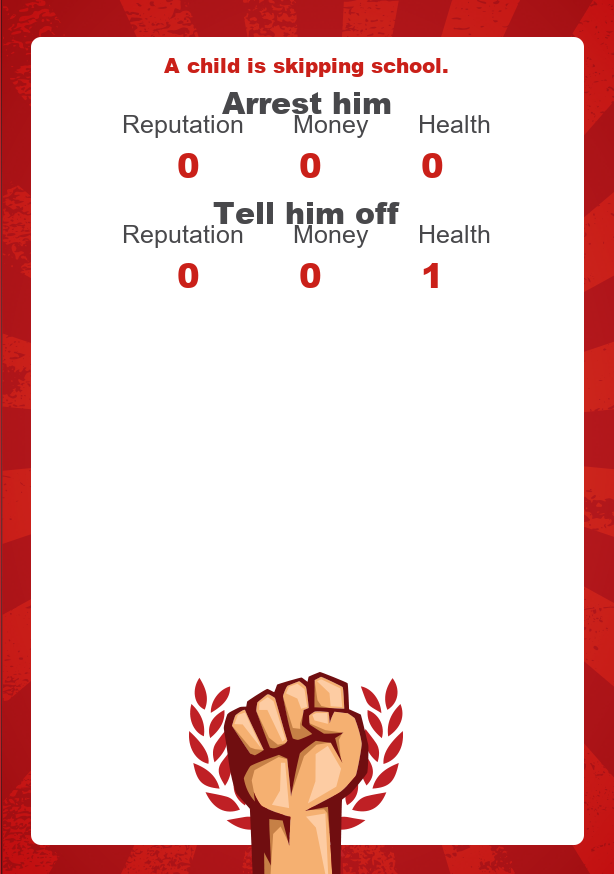 A child is skipping school.
Arrest him
Reputation Money Health
0 0 0
Tell him off
Reputation Money Health
0 0 1